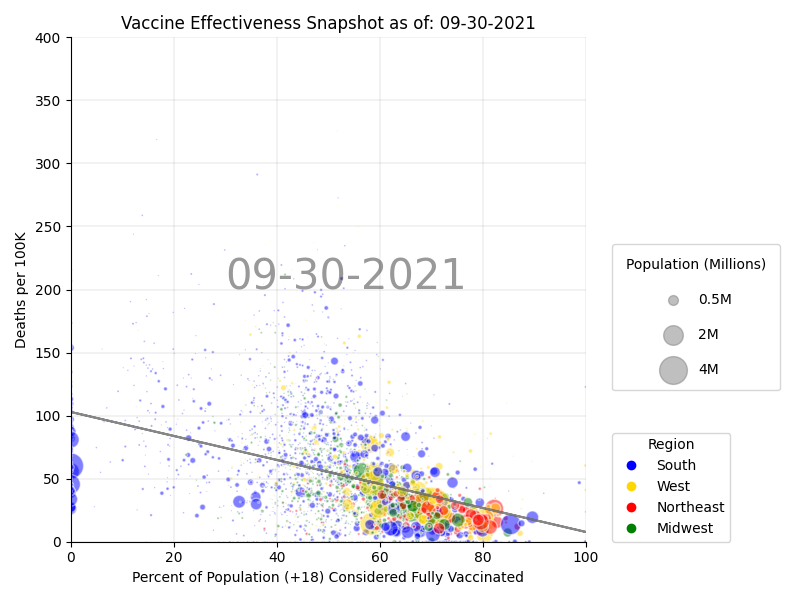 Vaccine Effectiveness Snapshot as of: 09-30-2021
400
350
300
250
200
150
100
50
0
Deaths per 100K
09-30-2021
0 20 40 60 80 100
Percent of Population (+18) Considered Fully Vaccinated
Population (Millions)
0.5M
2M
4M
Region
South
West
Northeast
Midwest